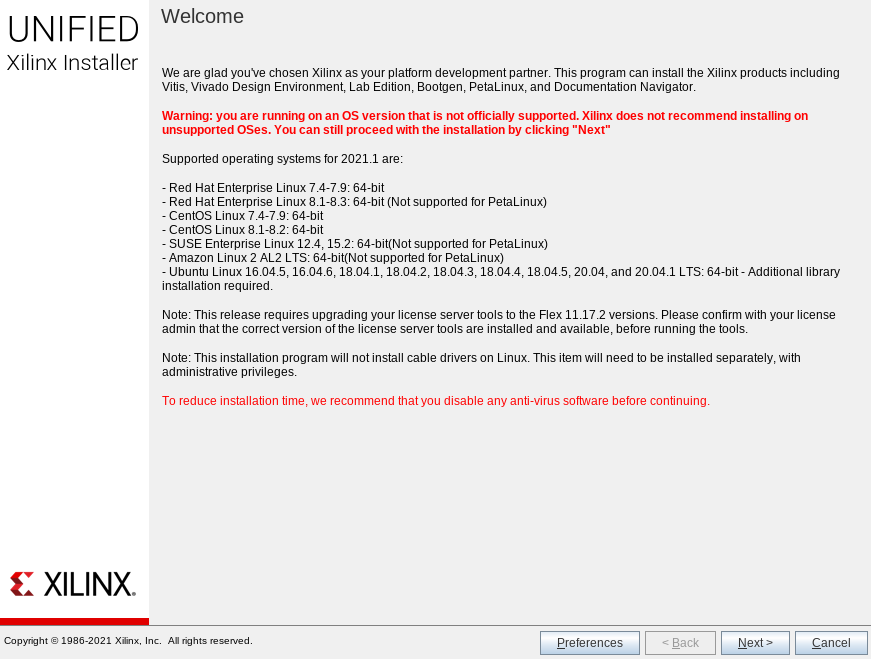 UNIFIED
Xilinx Installer
Welcome
We are glad you've chosen Xilinx as your platform development partner. This program can install the Xilinx products including
Vitis, Vivado Design Environment, Lab Edition, Bootgen, PetaLinux, and Documentation Navigator.
Warning: you are running on an OS version that is not officially supported. Xilinx does not recommend installing on
unsupported OSes. You can still proceed with the installation by clicking "Next"
Supported operating systems for 2021.1 are:
- Red Hat Enterprise Linux 7.4-7.9: 64-bit
- Red Hat Enterprise Linux 8.1-8.3: 64-bit (Not supported for PetaLinux)
- CentOS Linux 7.4-7.9: 64-bit
- CentOS Linux 8.1-8.2: 64-bit
- SUSE Enterprise Linux 12.4, 15.2: 64-bit(Not supported for PetaLinux)
- Amazon Linux 2 AL2 LTS: 64-bit(Not supported for PetaLinux)
- Ubuntu Linux 16.04.5, 16.04.6, 18.04.1, 18.04.2, 18.04.3, 18.04.4, 18.04.5, 20.04, and 20.04.1 LTS: 64-bit - Additional library
installation required.
Note: This release requires upgrading your license server tools to the Flex 11.17.2 versions. Please confirm with your license
admin that the correct version of the license server tools are installed and available, before running the tools.
Note: This installation program will not install cable drivers on Linux. This item will need to be installed separately, with
administrative privileges.
To reduce installation time, we recommend that you disable any anti-virus software before continuing.
XILINX.
Copyright © 1986-2021 Xilinx, Inc.  All rights reserved.
Preferences
< Back
Next >
Cancel